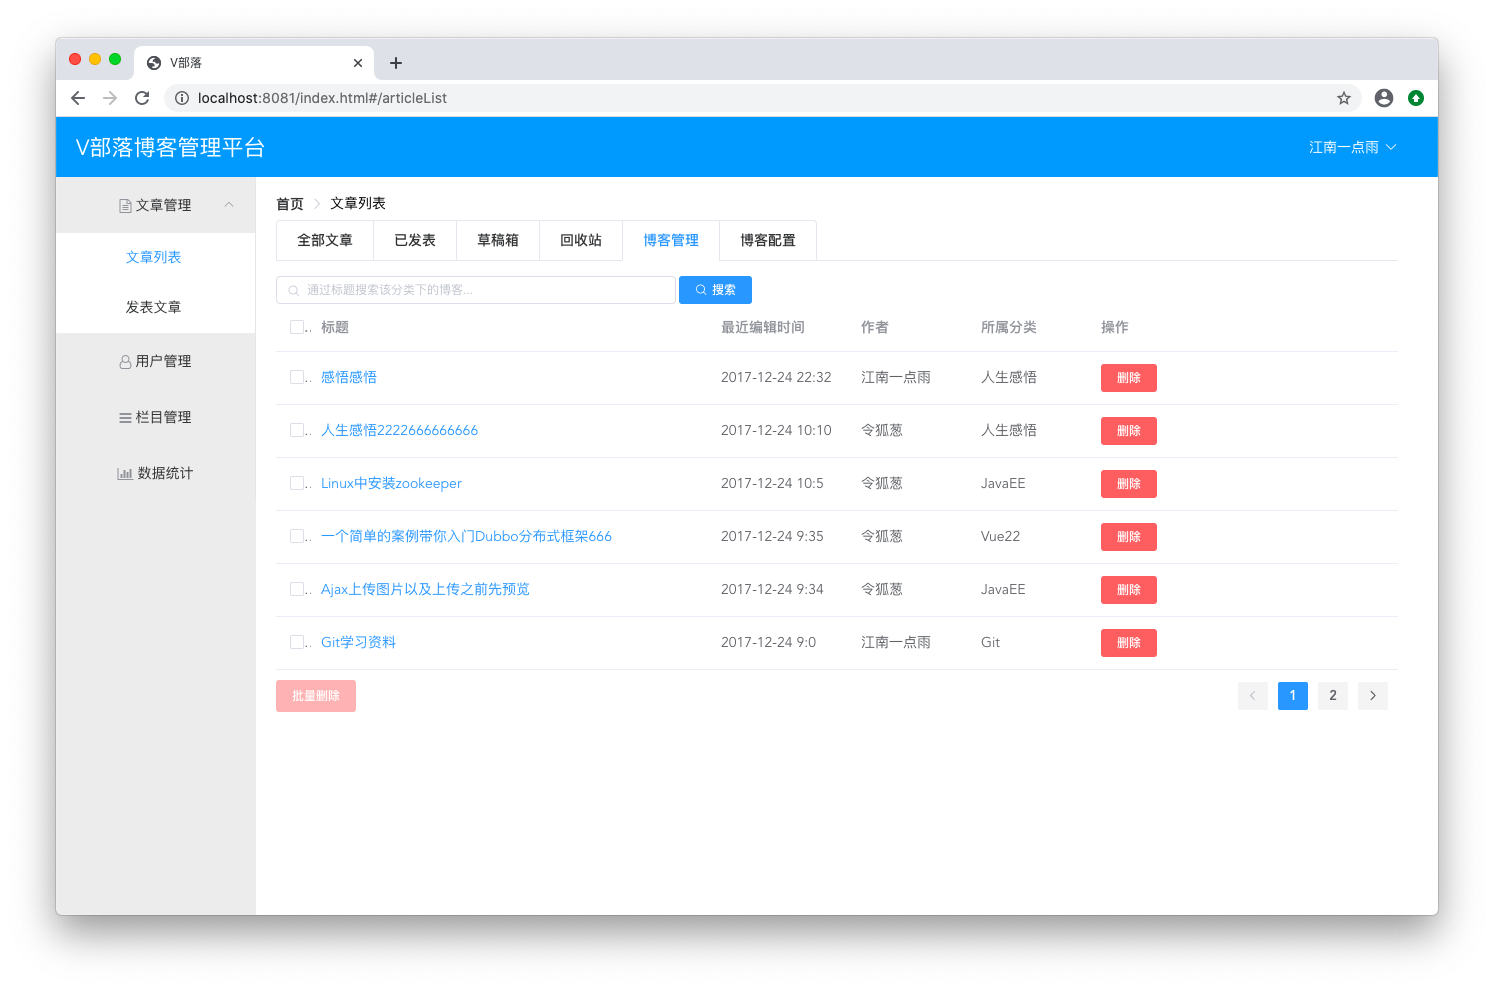 V部落
localhost:8081/index.html#/articleList
V部落博客管理平台
江南一点雨
文章管理
文章列表
发表文章
用户管理
栏目管理
数据统计
首页 文章列表
全部文章 已发表 草稿箱 回收站 博客管理 博客配置
通过标题搜索该分类下的博客... 搜索
.. 标题 最近编辑时间 作者 所属分类 操作
.. 感悟感悟 2017-12-24 22:32 江南一点雨 人生感悟 删除
.. 人生感悟2222666666666 2017-12-24 10:10 令狐葱 人生感悟 删除
.. Linux中安装zookeeper 2017-12-24 10:5 令狐葱 JavaEE 删除
.. 一个简单的案例带你入门Dubbo分布式框架666 2017-12-24 9:35 令狐葱 Vue22 删除
.. Ajax上传图片以及上传之前先预览 2017-12-24 9:34 令狐葱 JavaEE 删除
.. Git学习资料 2017-12-24 9:0 江南一点雨 Git 删除
批量删除 1 2